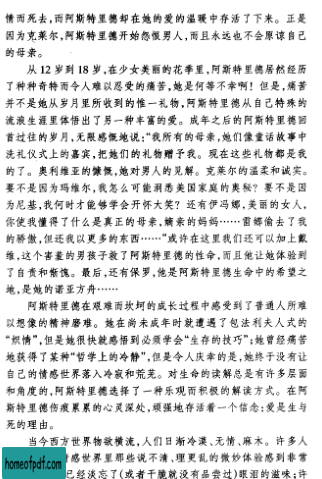 情而死去,而阿斯特里德却在她的爱的温暖中存活了下来。正是
因为克莱尔,阿斯特里德开始怨恨男人,而且永远也不会原谅自己
的母亲。
从 12 岁到 18 岁,在少女美丽的花季里,阿斯特里德居然经历
了种种奇特而令人难以忍受的痛苦,她是何等不幸啊!但是,痛苦
并不是她从岁月里所收到的惟一礼物,阿斯特里德从自己特殊的
流浪生涯里体悟出了另一种丰富的爱。成年之后的阿斯特里德回
首过往的岁月,无限感慨地说:“我所有的母亲,她们像童话故事中
洗礼仪式上的嘉宾,把她们的礼物赠予我。现在这些礼物都是我
的了。奥利维亚的慷慨,她对男人的见解。克莱尔的温柔和诚实。
要不是因为玛维尔,我怎么可能洞悉美国家庭的奥秘?要不是因
为尼基,我何时才能够学会开怀大笑?还有伊冯娜,美丽的女人,
你使我懂得了什么是真正的母亲,嫡亲的妈妈……雷娜偷去了我
的骄傲,但还我以更多的东西……”或许在这里我们还可以加上戴
维,这个害羞的男孩子救了阿斯特里德的性命,而且他让她体验到
了自责和惭愧。最后,还有保罗,他是阿斯特里德生命中的希望之
地,是她的诺亚方舟……
阿斯特里德在艰难而坎坷的成长过程中感受到了普通人所难
以想像的精神磨难。她在尚未成年时就遭遇了包法利夫人式的
“炽情”,但是她很快就感悟到必须学会“生存的技巧”;她曾经痛苦
地获得了某种“哲学上的冷静”,但是令人庆幸的是,她终于没有让
自己的情感世界落入冷寂和荒芜。对生命的读解总是有许多层面
和角度的,阿斯特里德选择了一种乐观而积极的解读方式。在阿
斯特里德伤痕累累的心灵深处,顽强地存活着一个信念:爱是生与
死的理由。
当今西方世界物欲横流,人们日渐冷漠、无情、麻木。许多人
感世界里那些说不清、理更乱的微妙体验感到非常
已经淡忘了(或者干脆就没有品尝过)眼泪的滋味;许
homeofpdf.com